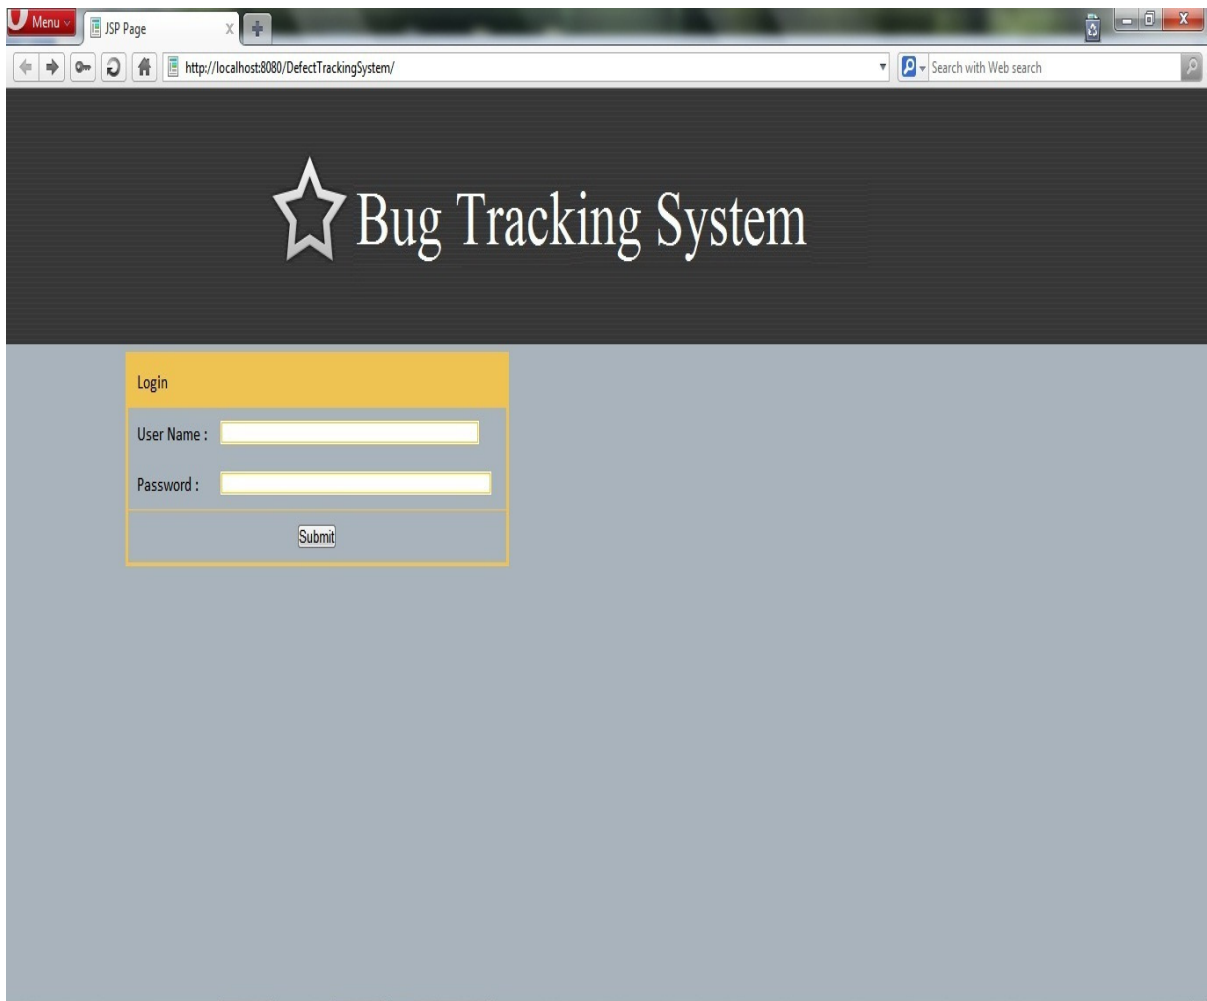 Menu
JSP Page
http://localhost:8080/DefectTrackingSystem/
Search with Web search
Bug Tracking System
Login
User Name :
Password :
Submit